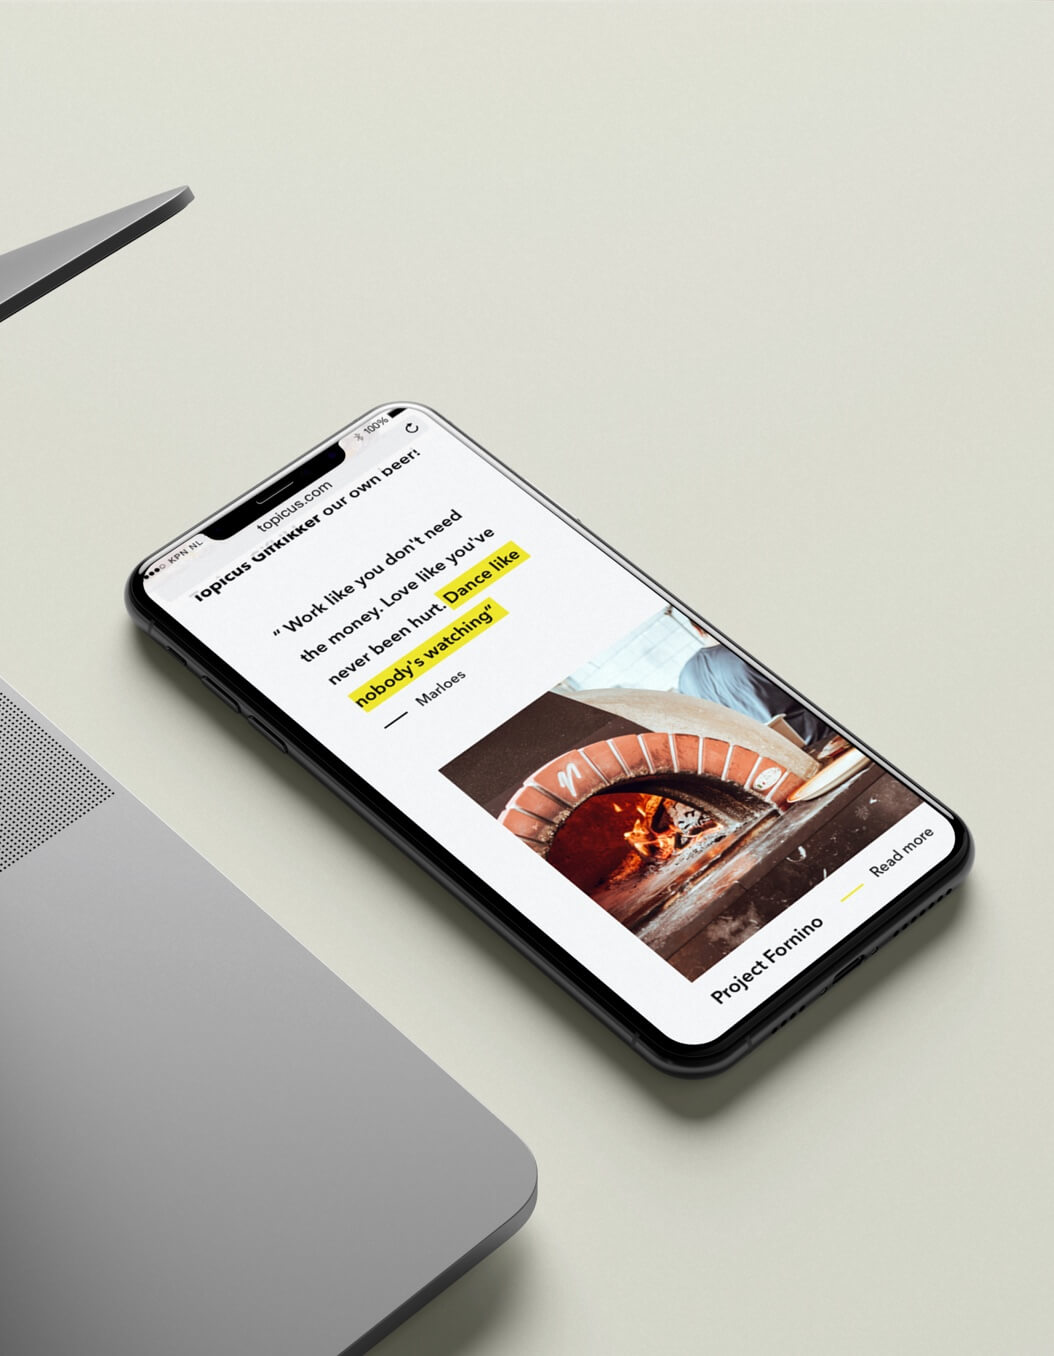 KPN NL
100%
topicus.com
Topicus
our own beer!
„ Work like you don't need
the money. Love like you've
never been hurt. Dance like
nobody's watching“
Marloes
Project Fornino
Read more